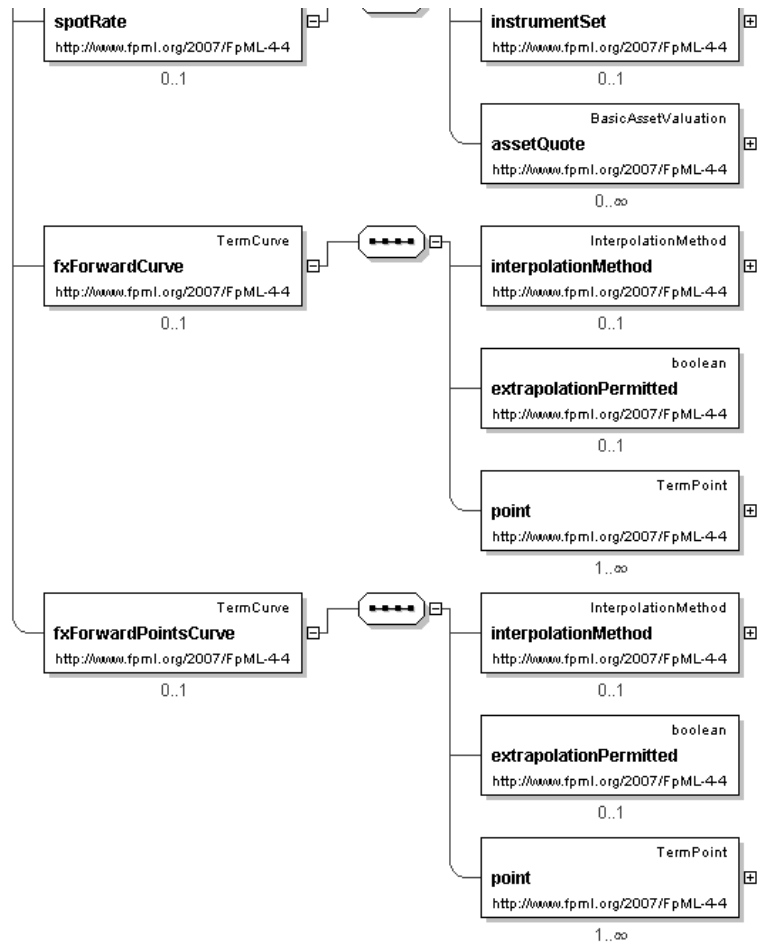 spotRate
http://www.fpml.org/2007/FpML-4-4
0..1
instrumentSet
http://www.fpml.org/2007/FpML-4-4
0..1
BasicAssetValuation
assetQuote
http://www.fpml.org/2007/FpML-4-4
0..∞
TermCurve
fxForwardCurve
http://www.fpml.org/2007/FpML-4-4
0..1
InterpolationMethod
interpolationMethod
http://www.fpml.org/2007/FpML-4-4
0..1
boolean
extrapolationPermitted
http://www.fpml.org/2007/FpML-4-4
0..1
TermPoint
point
http://www.fpml.org/2007/FpML-4-4
1..∞
TermCurve
fxForwardPointsCurve
http://www.fpml.org/2007/FpML-4-4
0..1
InterpolationMethod
interpolationMethod
http://www.fpml.org/2007/FpML-4-4
0..1
boolean
extrapolationPermitted
http://www.fpml.org/2007/FpML-4-4
0..1
TermPoint
point
http://www.fpml.org/2007/FpML-4-4
1..∞